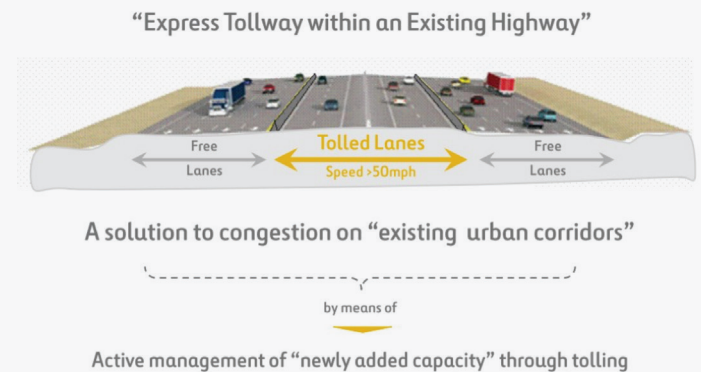 “Express Tollway within an Existing Highway”
Free
Lanes
Tolled Lanes
Speed >50mph
Free
Lanes
A solution to congestion on “existing urban corridors”
by means of
Active management of “newly added capacity” through tolling